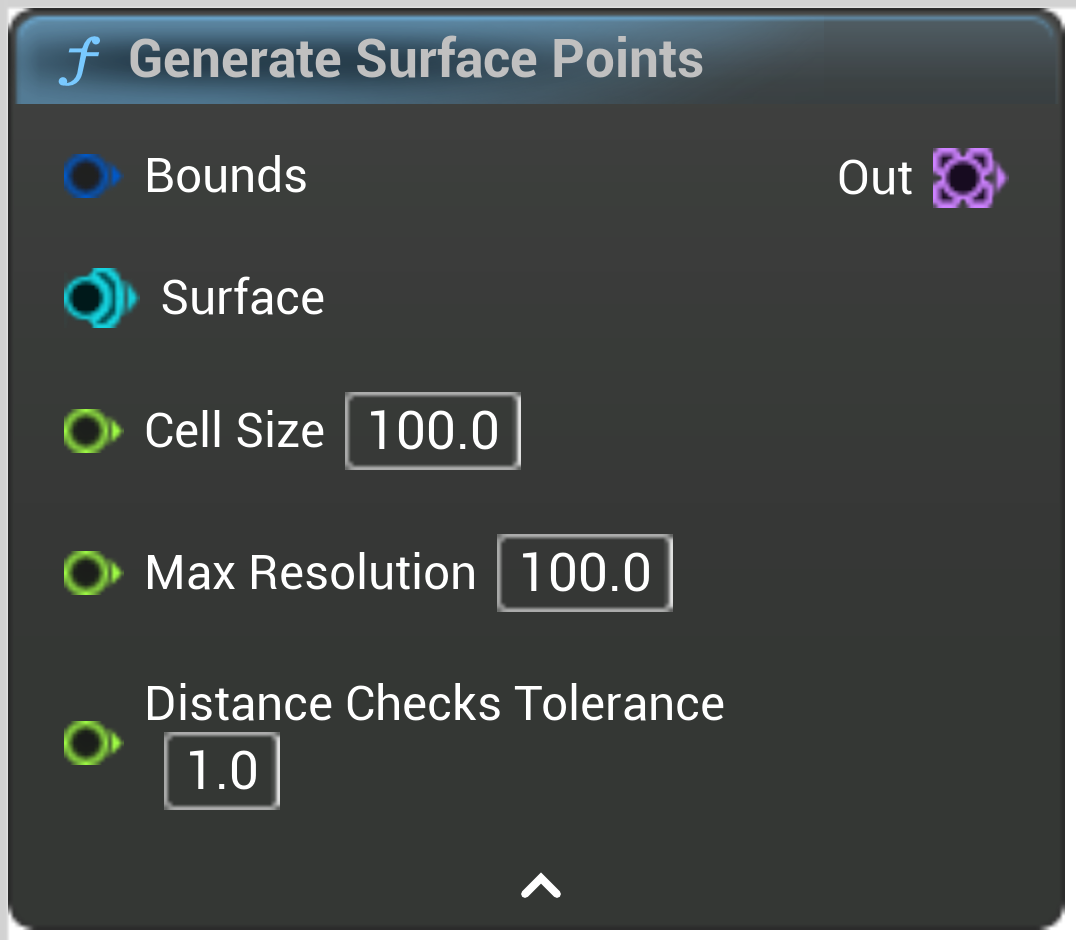 Generate Surface Points
Bounds
Out
Surface
Cell Size 100.0
Max Resolution 100.0
Distance Checks Tolerance
1.0